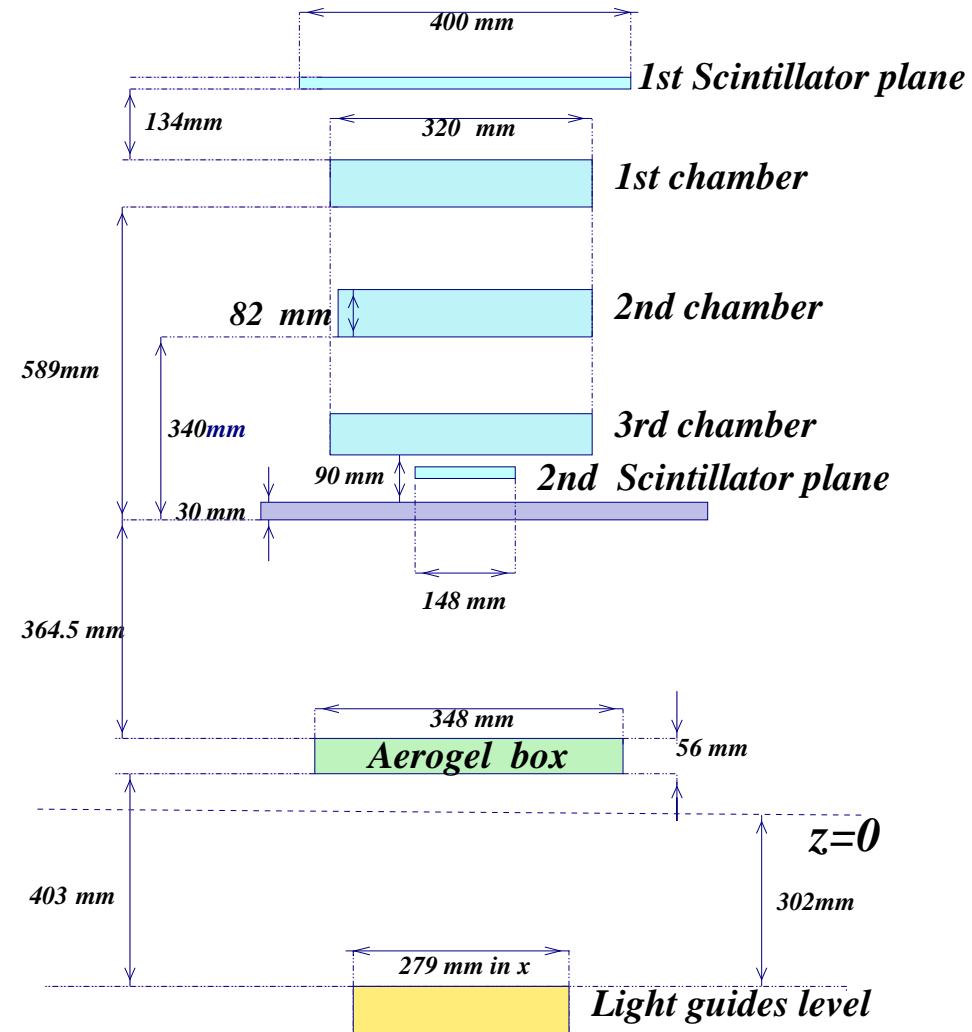 400 mm
1st Scintillator plane
134mm
320 mm
1st chamber
2nd chamber
82 mm
589mm
340mm
3rd chamber
90 mm
2nd Scintillator plane
30 mm
148 mm
364.5 mm
348 mm
Aerogel box
56 mm
z=0
403 mm
302mm
279 mm in x
Light guides level